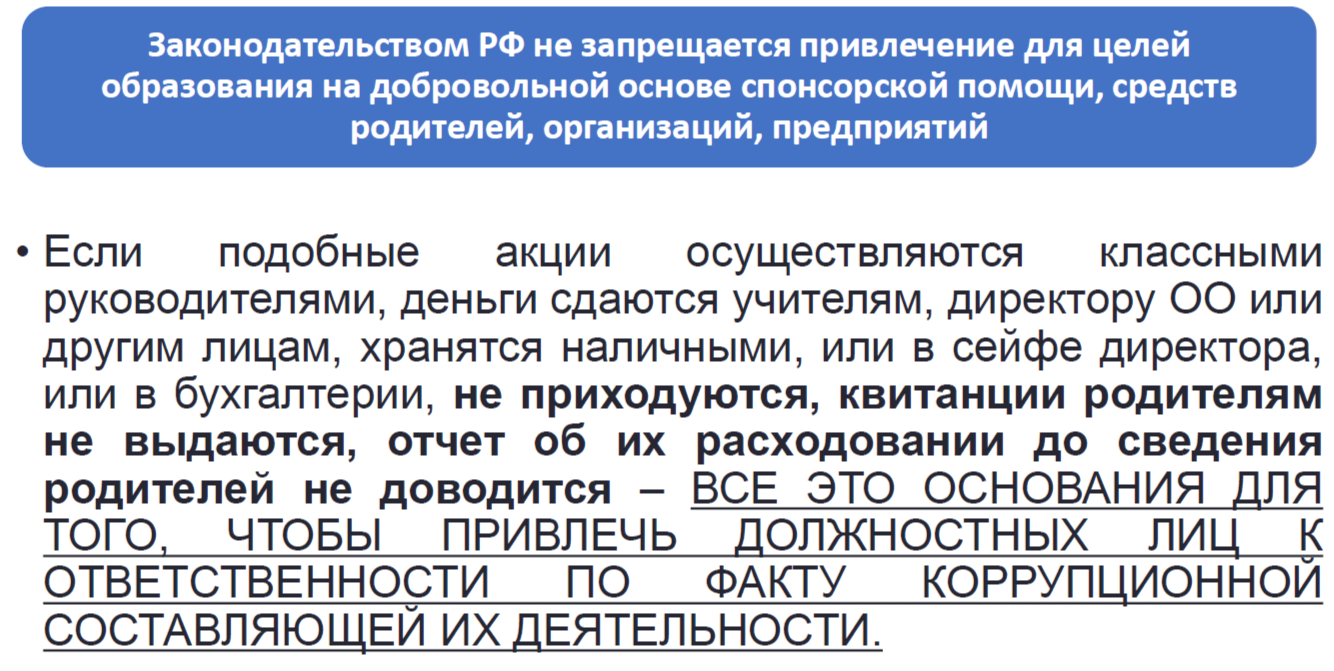 Законодательством РФ не запрещается привлечение для целей
образования на добровольной основе спонсорской помощи, средств
родителей, организаций, предприятий
• Если подобные акции осуществляются классными
руководителями, деньги сдаются учителям, директору ОО или
другим лицам, хранятся наличными, или в сейфе директора,
или в бухгалтерии, не приходуются, квитанции родителям
не выдаются, отчет об их расходовании до сведения
родителей не доводится – ВСЕ ЭТО ОСНОВАНИЯ ДЛЯ
ТОГО, ЧТОБЫ ПРИВЛЕЧЬ ДОЛЖНОСТНЫХ ЛИЦ К
ОТВЕТСТВЕННОСТИ ПО ФАКТУ КОРРУПЦИОННОЙ
СОСТАВЛЯЮЩЕЙ ИХ ДЕЯТЕЛЬНОСТИ.